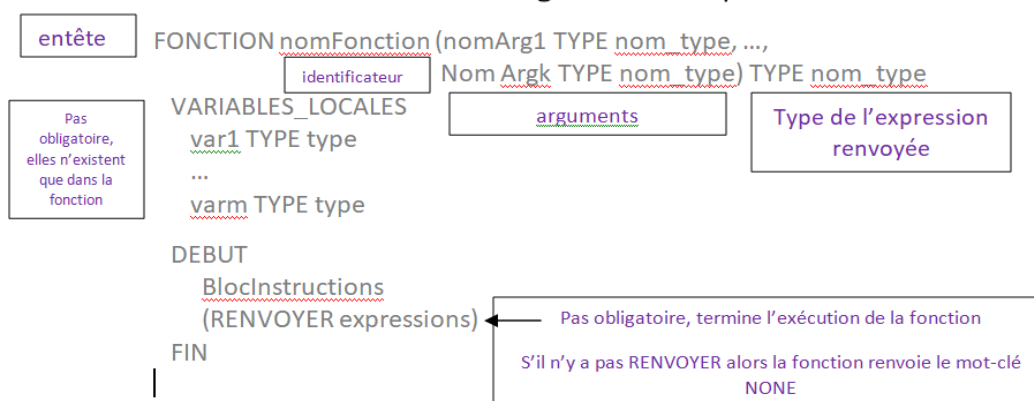 entête
FONCTION nomFonction (nomArg1 TYPE nom_type, …,
identificateur
Nom Argk TYPE nom_type) TYPE nom_type
Pas
obligatoire,
elles n'existent
que dans la
fonction
VARIABLES_LOCALES
var1 TYPE type
…
varm TYPE type
arguments
Type de l'expression
renvoyée
DEBUT
BlocInstructions
(RENVOYER expressions)
FIN
Pas obligatoire, termine l'exécution de la fonction
S'il n'y a pas RENVOYER alors la fonction renvoie le mot-clé
NONE